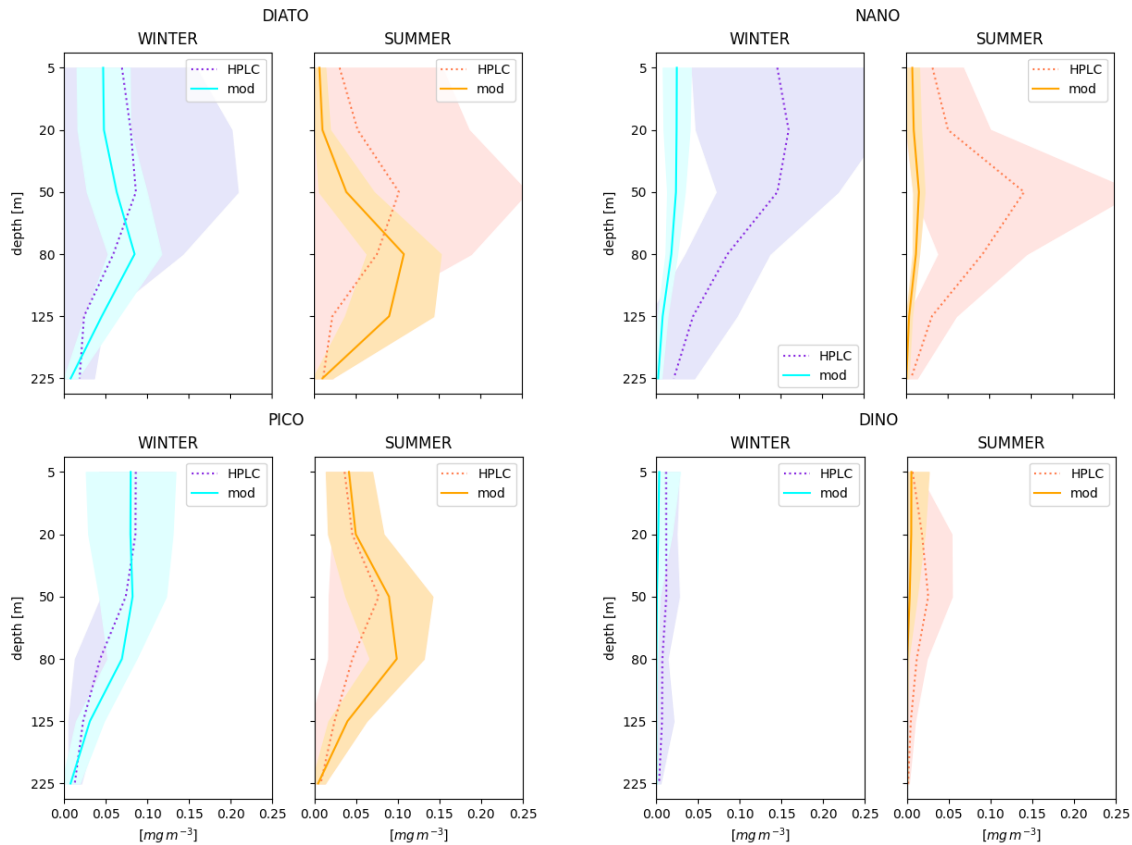 DIATO
NANO
WINTER
SUMMER
WINTER
SUMMER
5
20
50
80
125
225
depth [m]
HPLC
mod
HPLC
mod
5
20
50
80
125
225
depth [m]
HPLC
mod
HPLC
mod
PICO
DINO
WINTER
SUMMER
WINTER
SUMMER
5
20
50
80
125
225
depth [m]
HPLC
mod
HPLC
mod
5
20
50
80
125
225
depth [m]
HPLC
mod
HPLC
mod
0.00 0.05 0.10 0.15 0.20 0.25
[mg m⁻³]
0.00 0.05 0.10 0.15 0.20 0.25
[mg m⁻³]
0.00 0.05 0.10 0.15 0.20 0.25
[mg m⁻³]
0.00 0.05 0.10 0.15 0.20 0.25
[mg m⁻³]